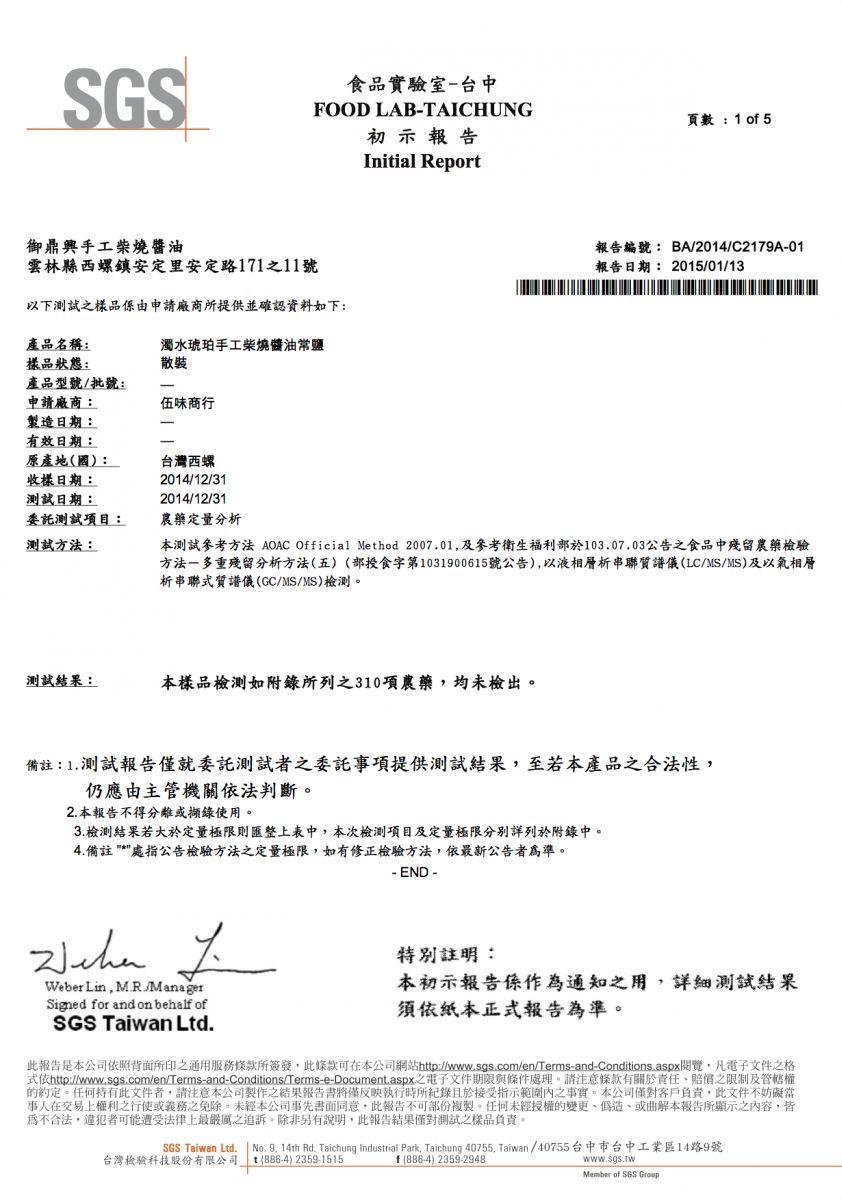 SGS
食品實驗室-台中
FOOD LAB-TAICHUNG
初示報告
Initial Report
頁數 : 1 of 5
御鼎興手工柴燒醬油
雲林縣西螺鎮安定里安定路171之11號
報告編號： BA/2014/C2179A-01
報告日期： 2015/01/13
以下測試之樣品係由申請廠商所提供並確認資料如下:
產品名稱: 濁水琥珀手工柴燒醬油常鹽
樣品狀態: 散裝
產品型號/批號: —
申請廠商： 伍味商行
製造日期： —
有效日期： —
原產地(國)： 台灣西螺
收樣日期： 2014/12/31
測試日期： 2014/12/31
委託測試項目： 農藥定量分析
測試方法： 本測試參考方法 AOAC Official Method 2007.01,及參考衛生福利部於103.07.03公告之食品中殘留農藥檢驗
方法－多重殘留分析方法(五) (部授食字第1031900615號公告),以液相層析串聯質譜儀(LC/MS/MS)及以氣相層
析串聯式質譜儀(GC/MS/MS)檢測。
測試結果： 本樣品檢測如附錄所列之310項農藥，均未檢出。
備註：1.測試報告僅就委託測試者之委託事項提供測試結果，至若本產品之合法性，
仍應由主管機關依法判斷。
2.本報告不得分離或擷錄使用。
3.檢測結果若大於定量極限則匯整上表中，本次檢測項目及定量極限分別詳列於附錄中。
4.備註 "*"處指公告檢驗方法之定量極限，如有修正檢驗方法，依最新公告者為準。
- END -
Weber Lin
Weber Lin, M.R./Manager
Signed for and on behalf of
SGS Taiwan Ltd.
特別註明：
本初示報告係作為通知之用，詳細測試結果
須依紙本正式報告為準。
此報告是本公司依照背面所印之通用服務條款所簽發，此條款可在本公司網站http://www.sgs.com/en/Terms-and-Conditions.aspx閱覽，凡電子文件之格
式依http://www.sgs.com/en/Terms-and-Conditions/Terms-e-Document.aspx之電子文件期限與條件處理。請注意條款有關於責任、賠償之限制及管轄權
的約定。任何持有此文件者，請注意本公司製作之結果報告書將僅反映執行時所紀錄且於接受指示範圍內之事實。本公司僅對客戶負責，此文件不妨礙當
事人在交易上權利之行使或義務之免除。未經本公司事先書面同意，此報告不可部份複製。任何未經授權的變更、偽造、或曲解本報告所顯示之內容，皆
為不合法，違犯者可能遭受法律上最嚴厲之追訴。除非另有說明，此報告結果僅對測試之樣品負責。
SGS Taiwan Ltd. No. 9, 14th Rd, Taichung Industrial Park, Taichung 40755, Taiwan /40755台中市台中工業區14路9號
台灣檢驗科技股份有限公司 t (886-4) 2359-1515 f (886-4) 2359-2948 www.sgs.tw
Member of SGS Group